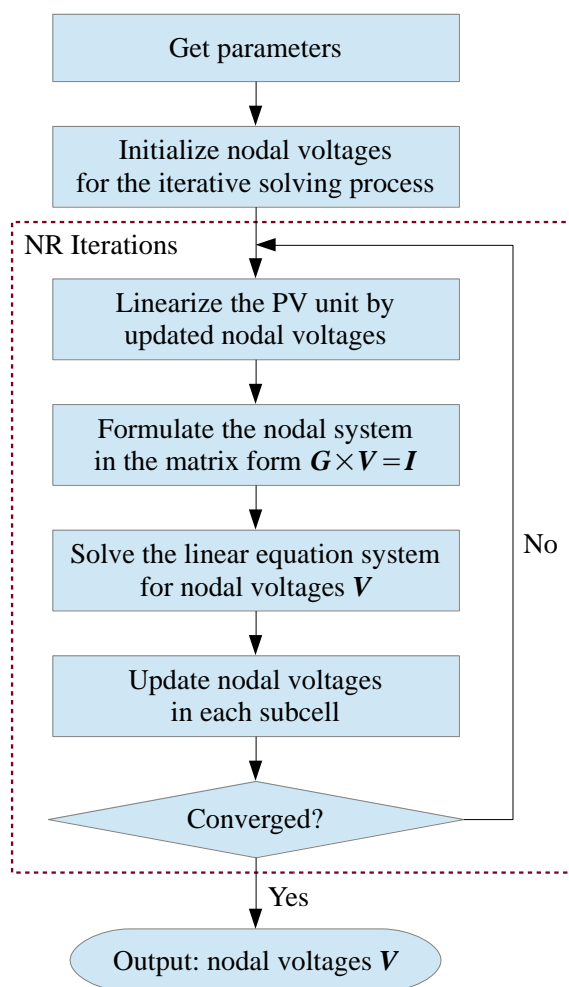 Get parameters
Initialize nodal voltages
for the iterative solving process
NR Iterations
Linearize the PV unit by
updated nodal voltages
Formulate the nodal system
in the matrix form G×V=I
Solve the linear equation system
for nodal voltages V
No
Update nodal voltages
in each subcell
Converged?
Yes
Output: nodal voltages V